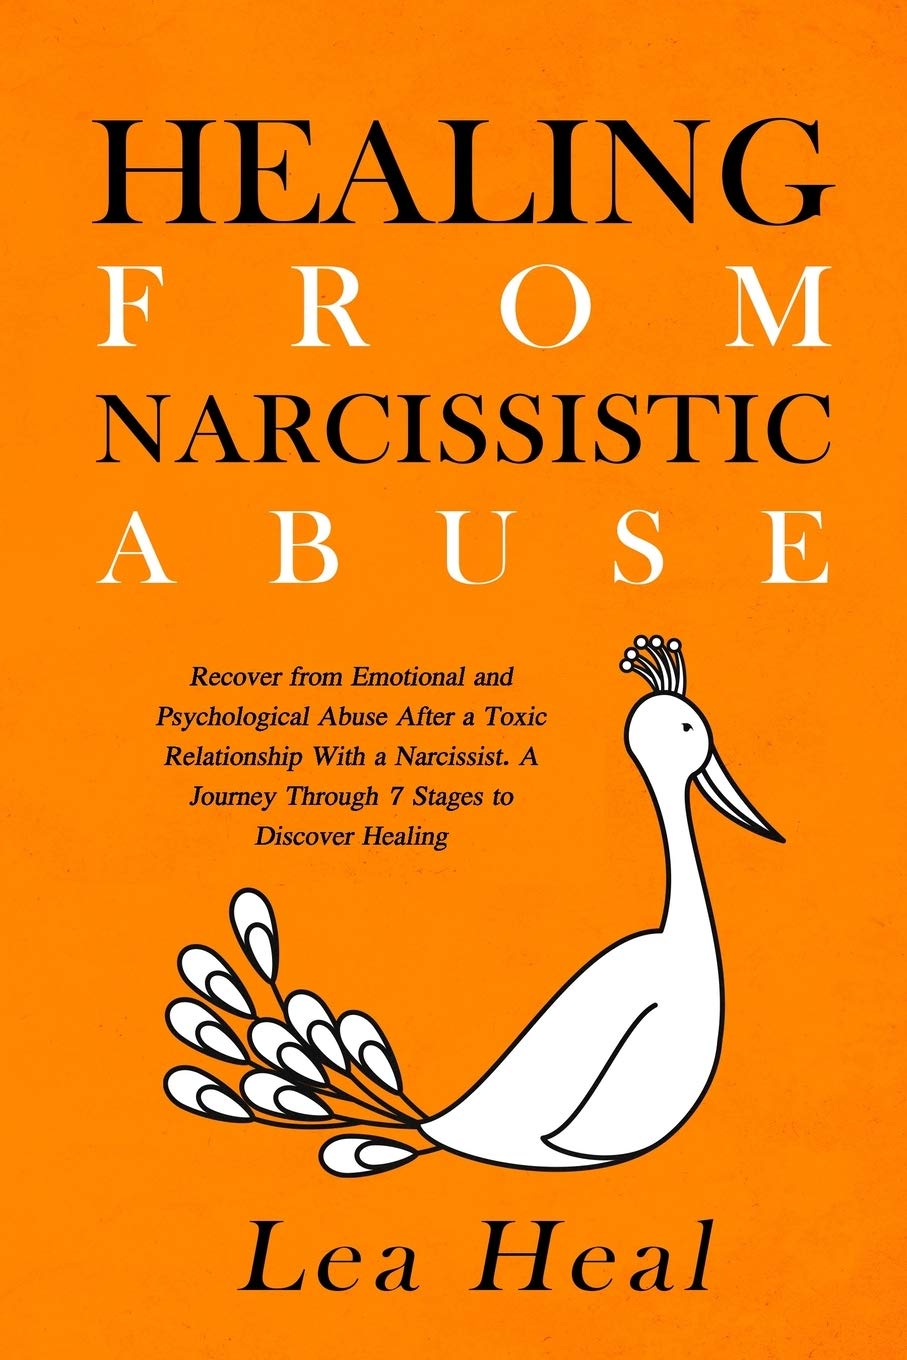 HEALING
FROM
NARCISSISTIC
ABUSE
Recover from Emotional and
Psychological Abuse After a Toxic
Relationship With a Narcissist. A
Journey Through 7 Stages to
Discover Healing
Lea Heal